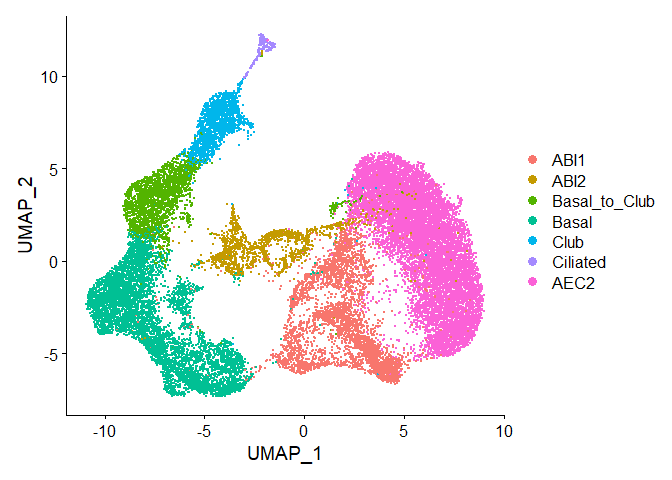 10
5
0
-5
UMAP_2
-10
-5
0
5
10
UMAP_1
ABI1
ABI2
Basal_to_Club
Basal
Club
Ciliated
AEC2